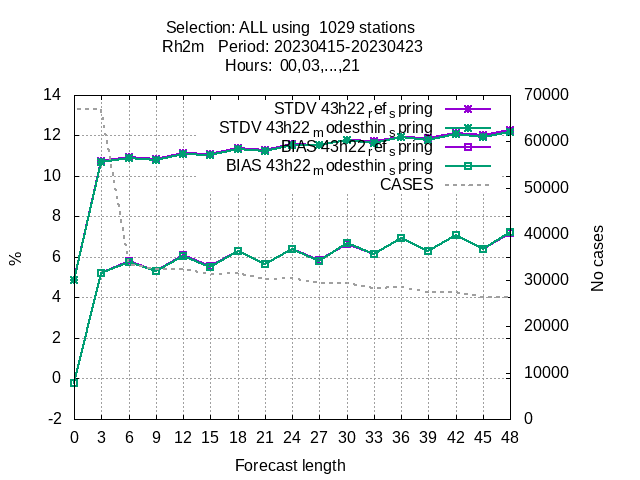 Selection: ALL using  1029 stations
Rh2m   Period: 20230415-20230423
Hours:  00,03,...,21
14 70000
STDV 43h22_ref_spring
STDV 43h22_modesthin_spring
12 60000
BIAS 43h22_ref_spring
BIAS 43h22_modesthin_spring
10 50000
CASES
8 40000
6 30000
% No cases
4 20000
2
0 10000
-2 0
0 3 6 9 12 15 18 21 24 27 30 33 36 39 42 45 48
Forecast length